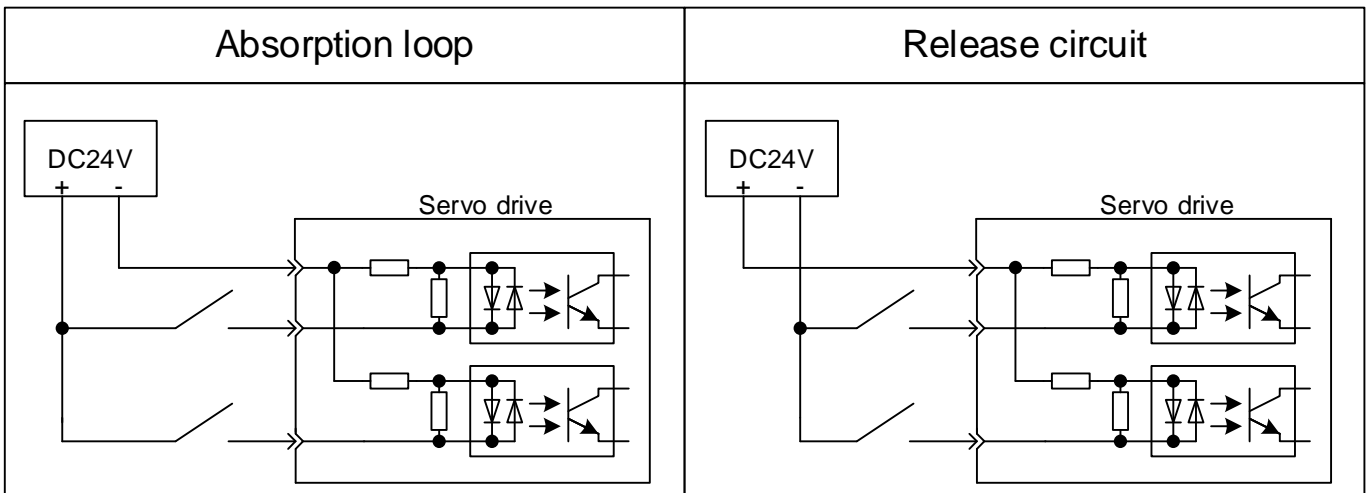 Absorption loop
Release circuit
DC24V
+ -
Servo drive
DC24V
+ -
Servo drive